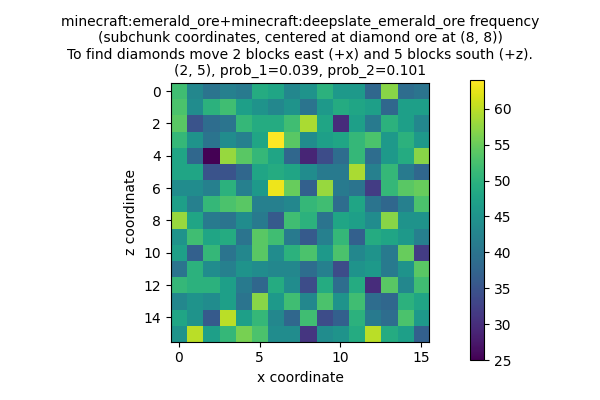 minecraft:emerald_ore+minecraft:deepslate_emerald_ore frequency
(subchunk coordinates, centered at diamond ore at (8, 8))
To find diamonds move 2 blocks east (+x) and 5 blocks south (+z).
(2, 5), prob_1=0.039, prob_2=0.101
0
2
4
6
8
10
12
14
z coordinate
0 5 10 15
x coordinate
60
55
50
45
40
35
30
25